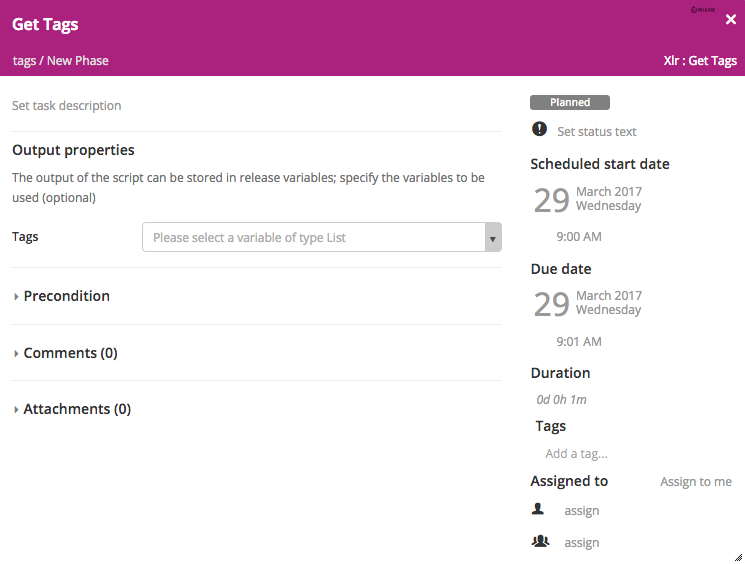 Get Tags
tags / New Phase
Xlr : Get Tags
Set task description
Output properties
The output of the script can be stored in release variables; specify the variables to be
used (optional)
Tags
Please select a variable of type List
Precondition
Comments (0)
Attachments (0)
Planned
Set status text
Scheduled start date
29
March 2017
Wednesday
9:00 AM
Due date
29
March 2017
Wednesday
9:01 AM
Duration
0d 0h 1m
Tags
Add a tag...
Assigned to
Assign to me
assign
assign